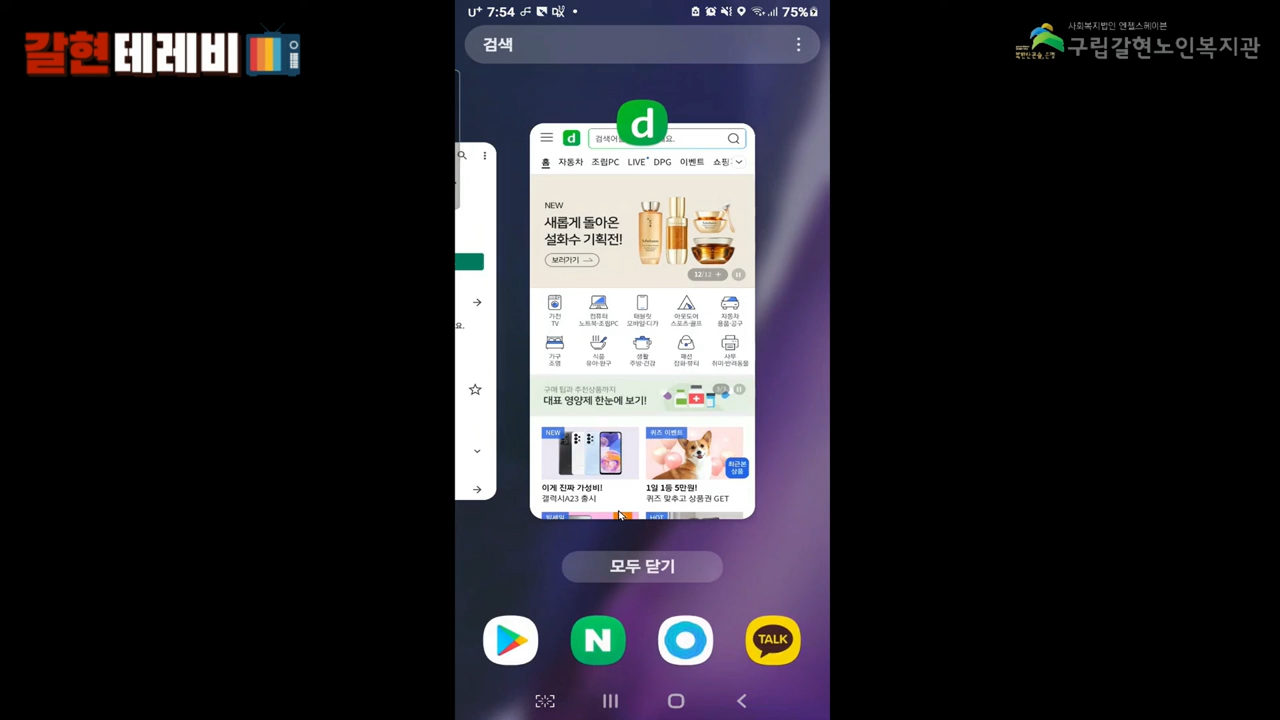 갈현테레비
사회복지법인 엔젤스헤이븐
구립갈현노인복지관
U+ 7:54
75%
검색
d
d
홈 자동차 조립PC LIVE DPG 이벤트 쇼핑
NEW
새롭게 돌아온
설화수 기획전!
보러가기
12/12 +
가전
TV
컴퓨터
노트북·조립PC
태블릿
모바일·디카
아웃도어
스포츠·골프
자동차
용품·공구
가구
조명
식품
유아·완구
생활
주방·건강
패션
잡화·뷰티
사무
취미·반려동물
구매 팁과 추천상품까지
대표 영양제 한눈에 보기!
NEW
이게 진짜 가성비!
갤럭시A23 출시
퀴즈 이벤트
1일 1등 5만원!
퀴즈 맞추고 상품권 GET
최근본
상품
HOT
요.
모두 닫기
N
TALK